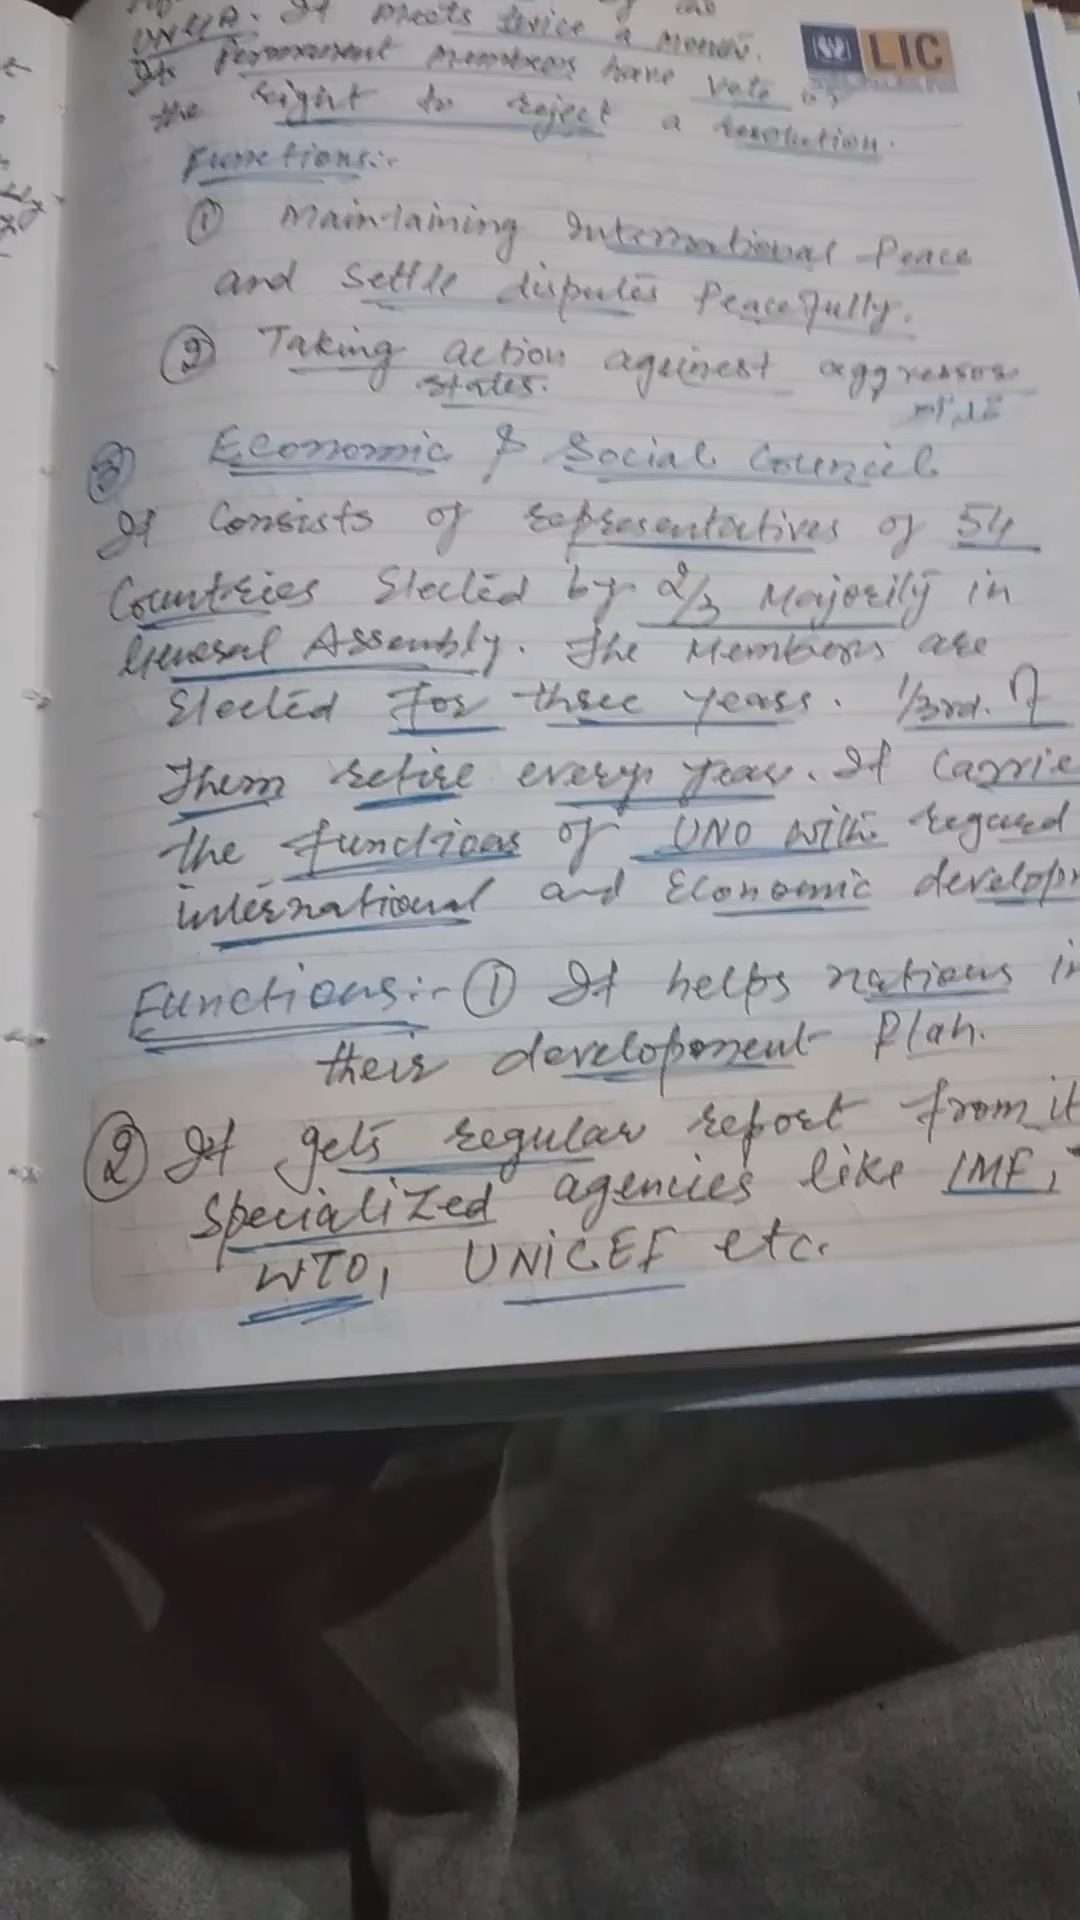 UNGA. It meets twice a month.
LIC
Its Permanent members have veto or
the right to reject a resolution.
Functions:-
① Maintaining International Peace
and settle disputes Peacefully.
② Taking action against aggressor
states.
③ Economic & Social Council
It Consists of representatives of 54
Countries Elected by 2/3 Majority in
General Assembly. The Members are
Elected for three years. 1/3rd. of
Them retire every year. It Carrie
the functions of UNO with regard
international and Economic developm
Functions:- ① It helps nations in
their development Plan.
② It gets regular report from it
Specialized agencies like IMF,
WTO, UNICEF etc.